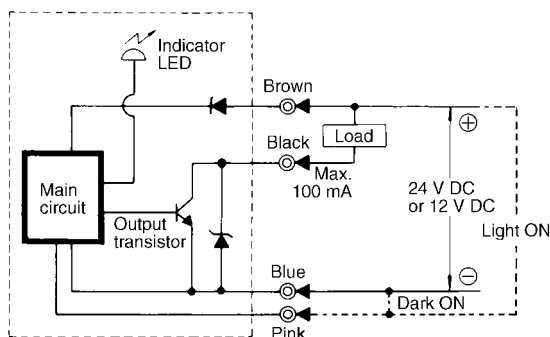 Indicator
LED
Brown
Load
Black
Max.
100 mA
Main
circuit
Output
transistor
24 V DC
or 12 V DC
Light ON
Blue
Dark ON
Pink